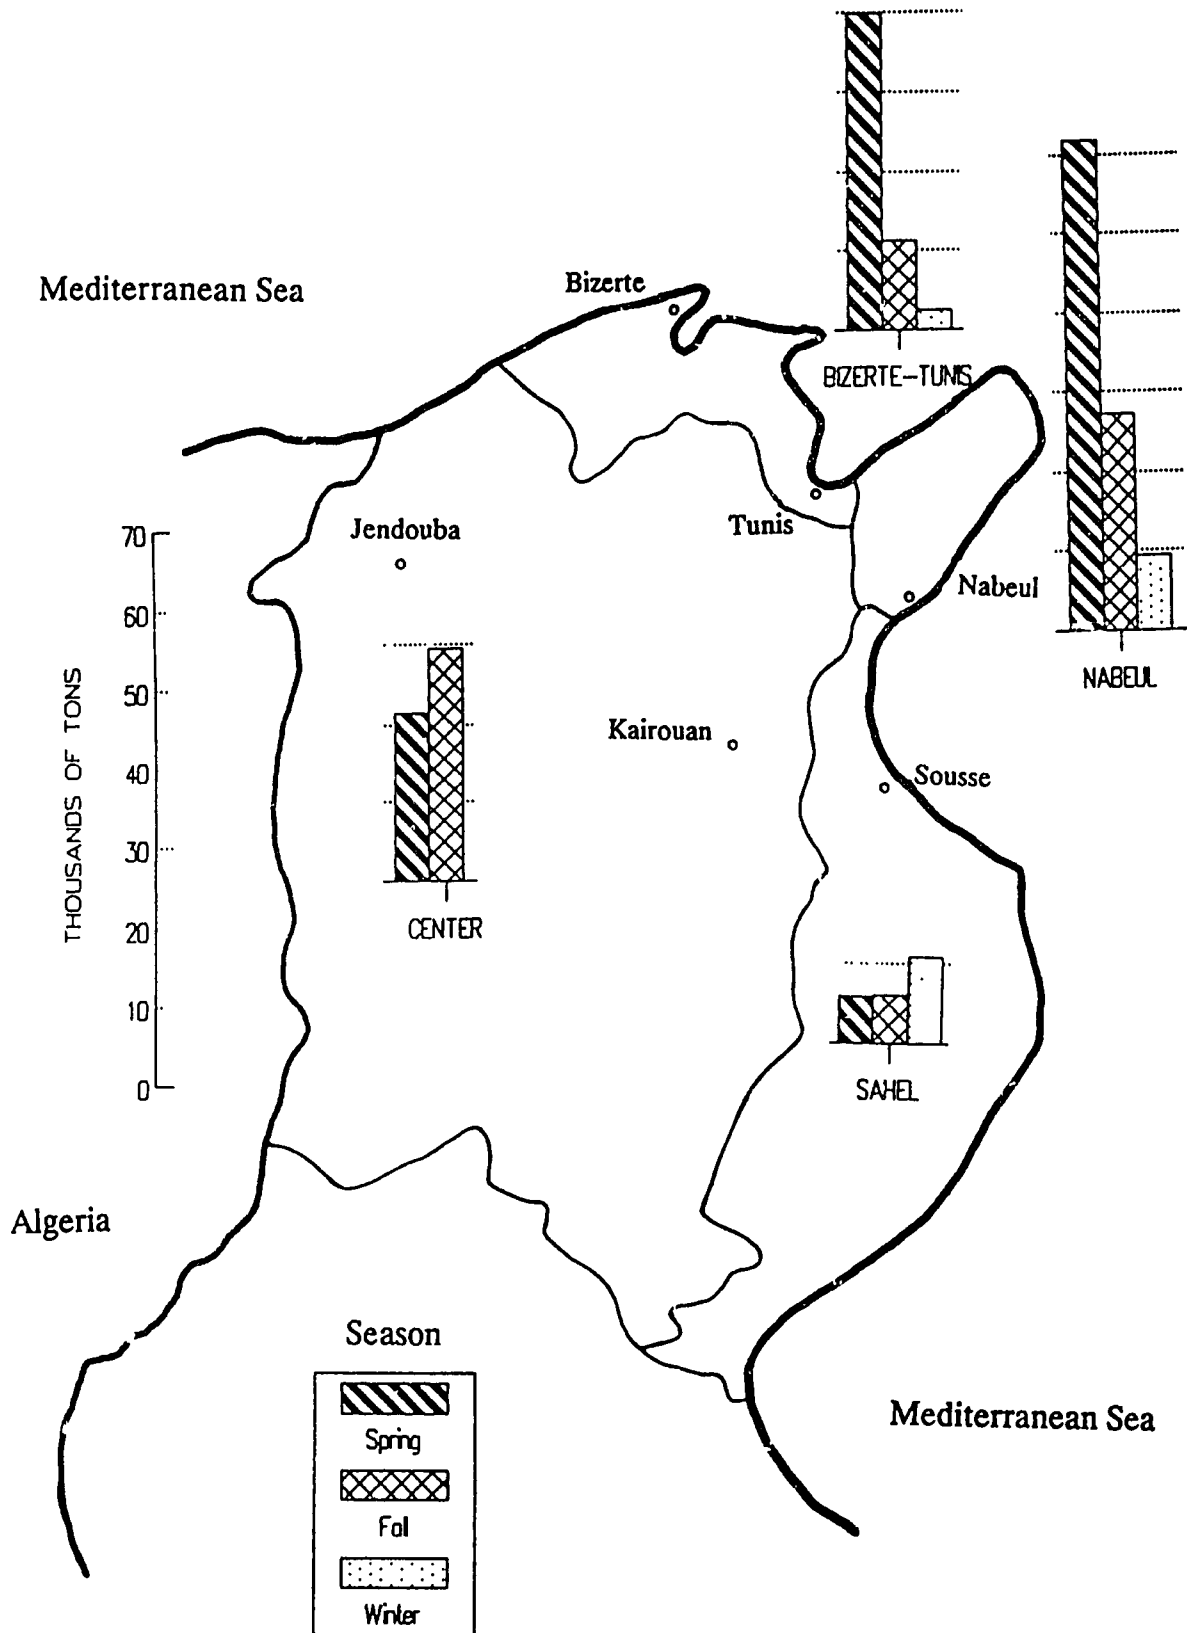 Mediterranean Sea
Bizerte
BIZERTE-TUNIS
Tunis
Jendouba
Nabeul
NABEUL
70
60
50
40
30
20
10
0
THOUSANDS OF TONS
Kairouan
Sousse
CENTER
SAHEL
Algeria
Season
Spring
Fal
Winter
Mediterranean Sea